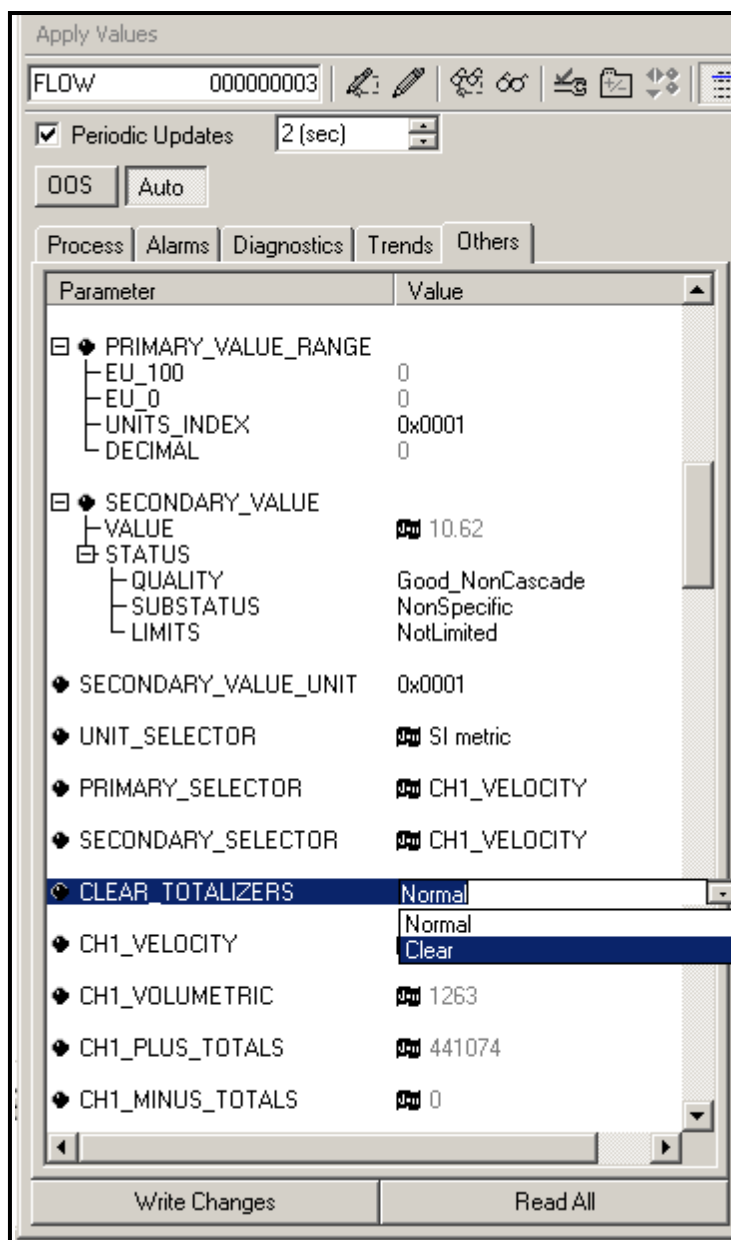 Apply Values
FLOW 000000003
Periodic Updates 2 (sec)
OOS Auto
Process Alarms Diagnostics Trends Others
Parameter Value
PRIMARY_VALUE_RANGE
EU_100 0
EU_0 0
UNITS_INDEX 0x0001
DECIMAL 0
SECONDARY_VALUE
VALUE 10.62
STATUS
QUALITY Good_NonCascade
SUBSTATUS NonSpecific
LIMITS NotLimited
SECONDARY_VALUE_UNIT 0x0001
UNIT_SELECTOR SI metric
PRIMARY_SELECTOR CH1_VELOCITY
SECONDARY_SELECTOR CH1_VELOCITY
CLEAR_TOTALIZERS Normal
Normal
CH1_VELOCITY Clear
CH1_VOLUMETRIC 1263
CH1_PLUS_TOTALS 441074
CH1_MINUS_TOTALS 0
Write Changes Read All